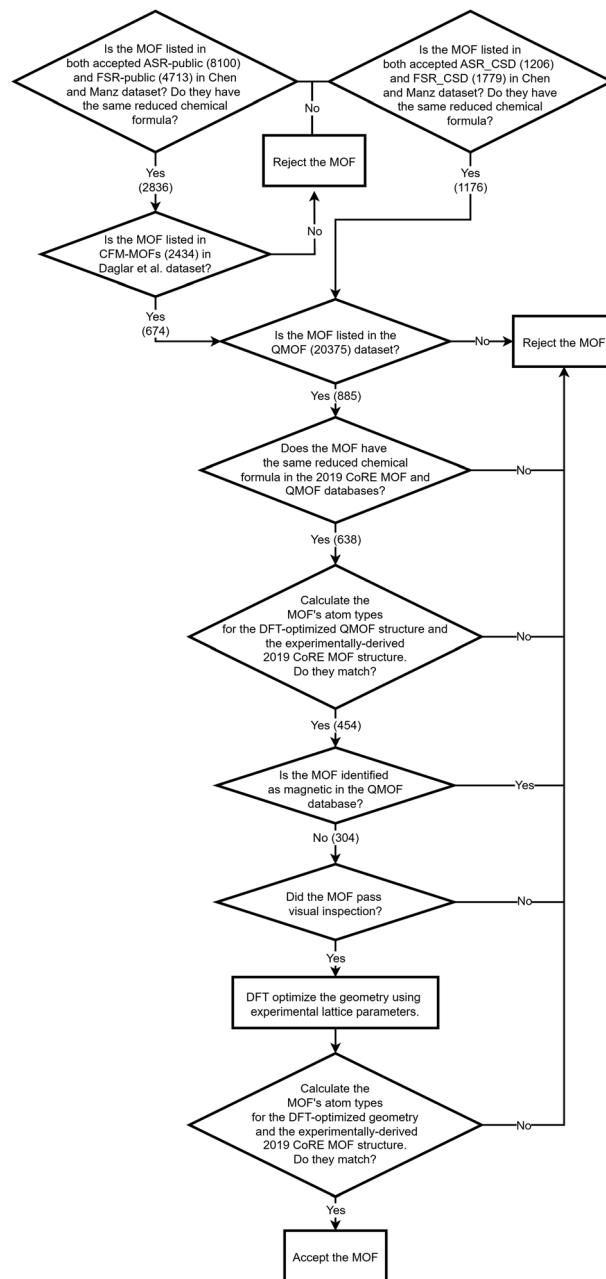 Is the MOF listed in
both accepted ASR-public (8100)
and FSR-public (4713) in Chen
and Manz dataset? Do they have
the same reduced chemical
formula?
Is the MOF listed in
both accepted ASR_CSD (1206)
and FSR_CSD (1779) in Chen
and Manz dataset? Do they have
the same reduced chemical
formula?
No
Reject the MOF
Yes
(2836)
Yes
(1176)
No
Is the MOF listed in
CFM-MOFs (2434) in
Daglar et al. dataset?
Yes
(674)
Is the MOF listed in the
QMOF (20375) dataset?
No
Reject the MOF
Yes (885)
Does the MOF have
the same reduced chemical
formula in the 2019 CoRE MOF and
QMOF databases?
No
Yes (638)
Calculate the
MOF's atom types
for the DFT-optimized QMOF structure and
the experimentally-derived
2019 CoRE MOF structure.
Do they match?
No
Yes (454)
Is the MOF identified
as magnetic in the QMOF
database?
Yes
No (304)
Did the MOF pass
visual inspection?
No
Yes
DFT optimize the geometry using
experimental lattice parameters.
Calculate the
MOF's atom types
for the DFT-optimized geometry
and the experimentally-derived
2019 CoRE MOF structure.
Do they match?
No
Yes
Accept the MOF